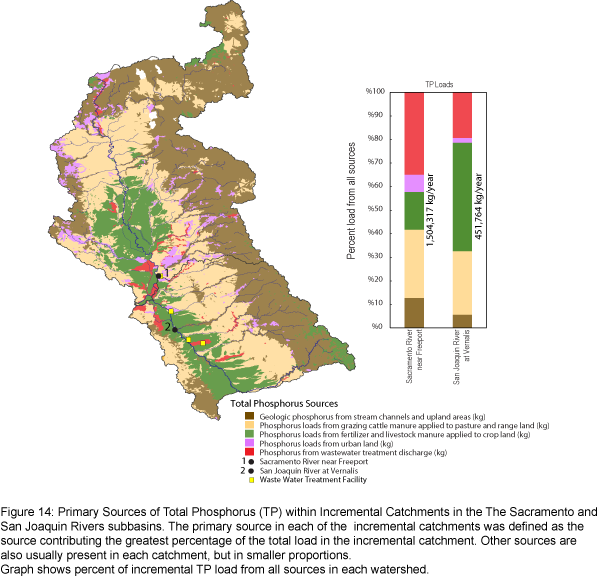 TP Loads
%100
%80
%60
%40
%20
%10
%0
Percent load from all sources
1,504,317 kg/year
451,764 kg/year
Sacramento River
near Freeport
San Joaquin River
at Vernalis
1
2
Total Phosphorus Sources
Geologic phosphorus from stream channels and upland areas (kg)
Phosphorus loads from grazing cattle manure applied to pasture and range land (kg)
Phosphorus loads from fertilizer and livestock manure applied to crop land (kg)
Phosphorus loads from urban land (kg)
Phosphorus from wastewater treatment discharge (kg)
1 Sacramento River near Freeport
2 San Joaquin River at Vernalis
Waste Water Treatment Facility
Figure 14: Primary Sources of Total Phosphorus (TP) within Incremental Catchments in the The Sacramento and
San Joaquin Rivers subbasins. The primary source in each of the incremental catchments was defined as the
source contributing the greatest percentage of the total load in the incremental catchment. Other sources are
also usually present in each catchment, but in smaller proportions.
Graph shows percent of incremental TP load from all sources in each watershed.